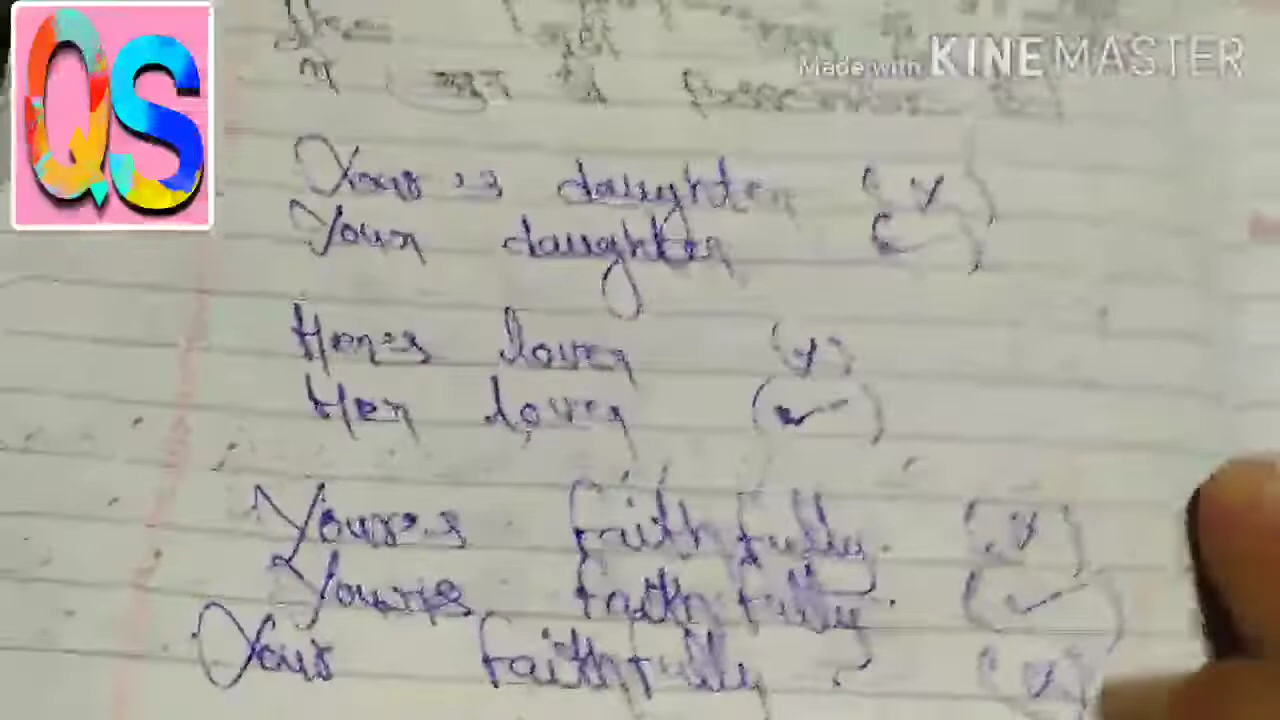 QS
Made with KINEMASTER
Your's daughter (x)
Your daughter (✓)
Her's lover (x)
Her lover (✓)
Your's faithfully. (x)
Yours faithfully. (✓)
Your faithfully. (x)